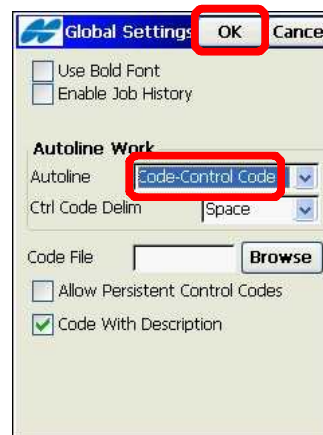 Global Settings OK Cance
Use Bold Font
Enable Job History
Autoline Work
Autoline Code-Control Code
Ctrl Code Delim Space
Code File Browse
Allow Persistent Control Codes
Code With Description